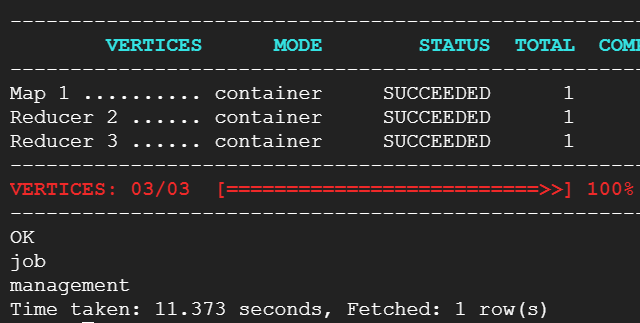 --------------------------------------------------------
VERTICES MODE STATUS TOTAL COM
--------------------------------------------------------
Map 1 .......... container SUCCEEDED 1
Reducer 2 ...... container SUCCEEDED 1
Reducer 3 ...... container SUCCEEDED 1
--------------------------------------------------------
VERTICES: 03/03 [==========================>>] 100%
--------------------------------------------------------
OK
job
management
Time taken: 11.373 seconds, Fetched: 1 row(s)